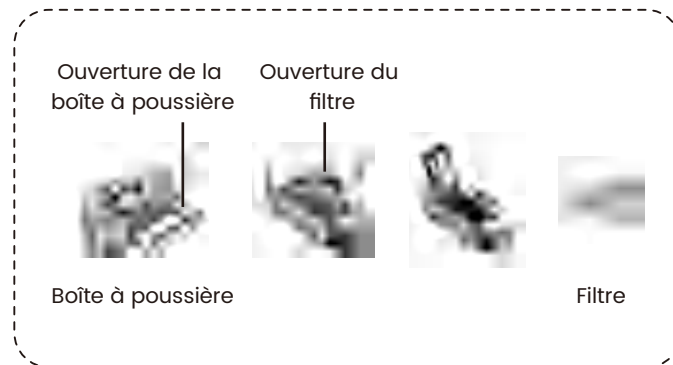 Ouverture de la
boîte à poussière
Ouverture du
filtre
Boîte à poussière
Filtre